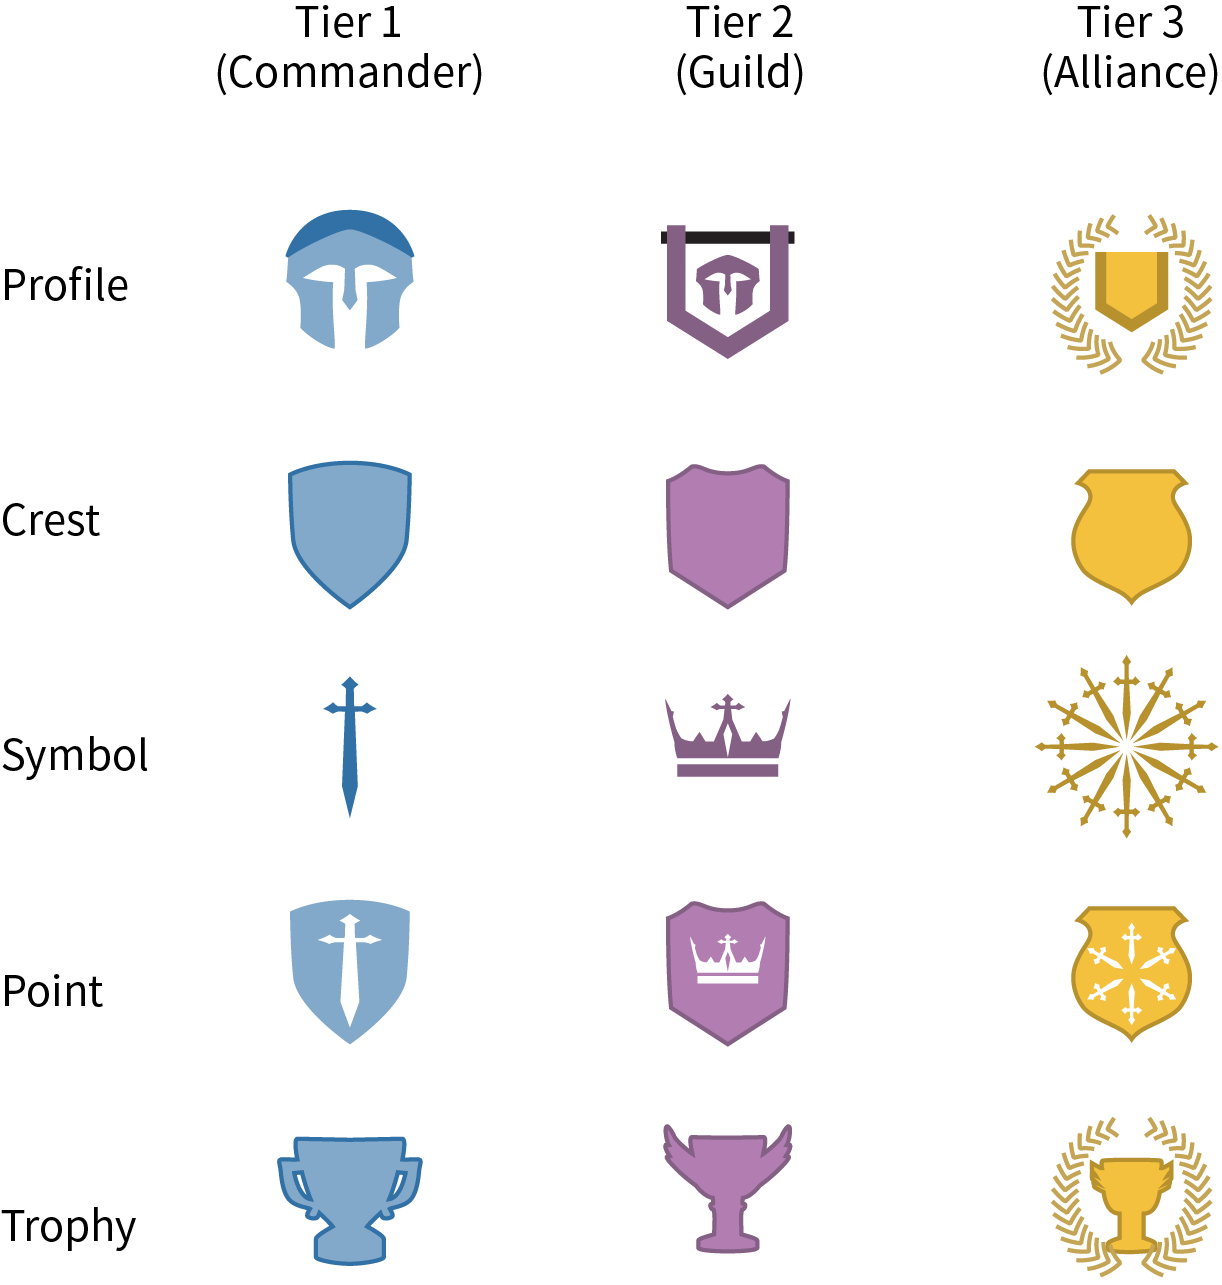 Tier 1
(Commander)
Tier 2
(Guild)
Tier 3
(Alliance)
Profile
Crest
Symbol
Point
Trophy